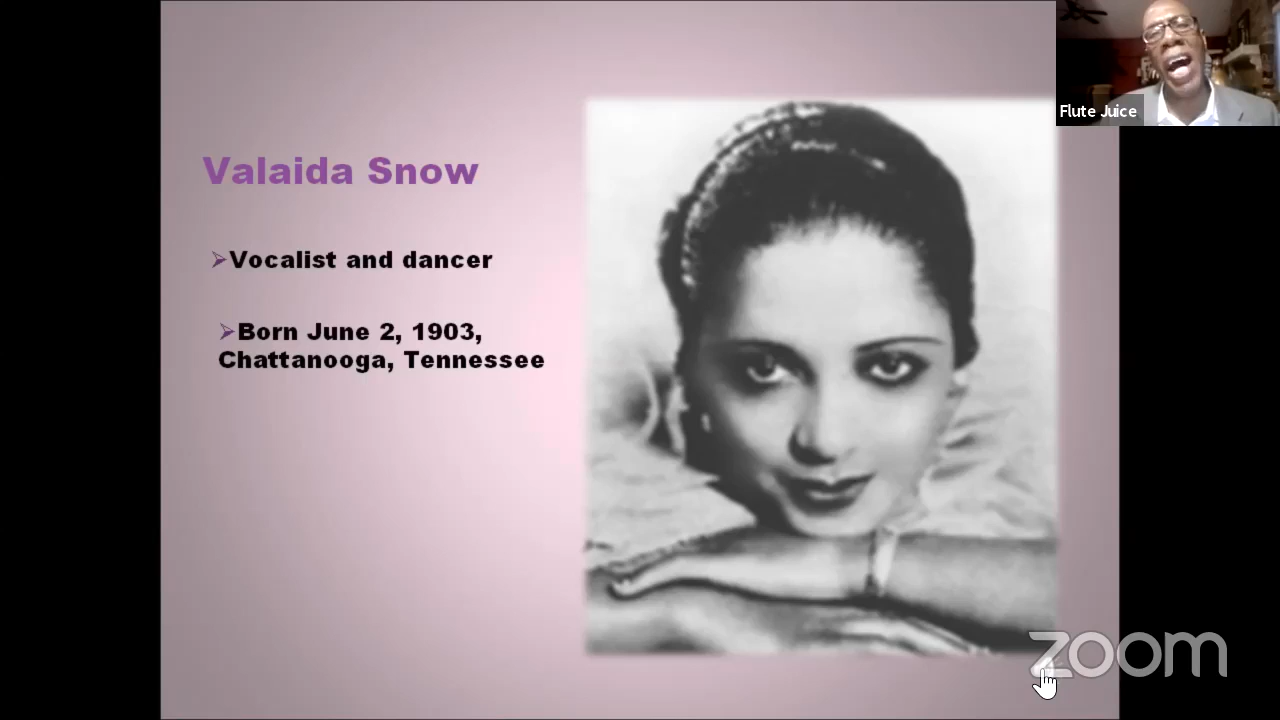 Flute Juice
Valaida Snow
Vocalist and dancer
Born June 2, 1903,
Chattanooga, Tennessee
zoom